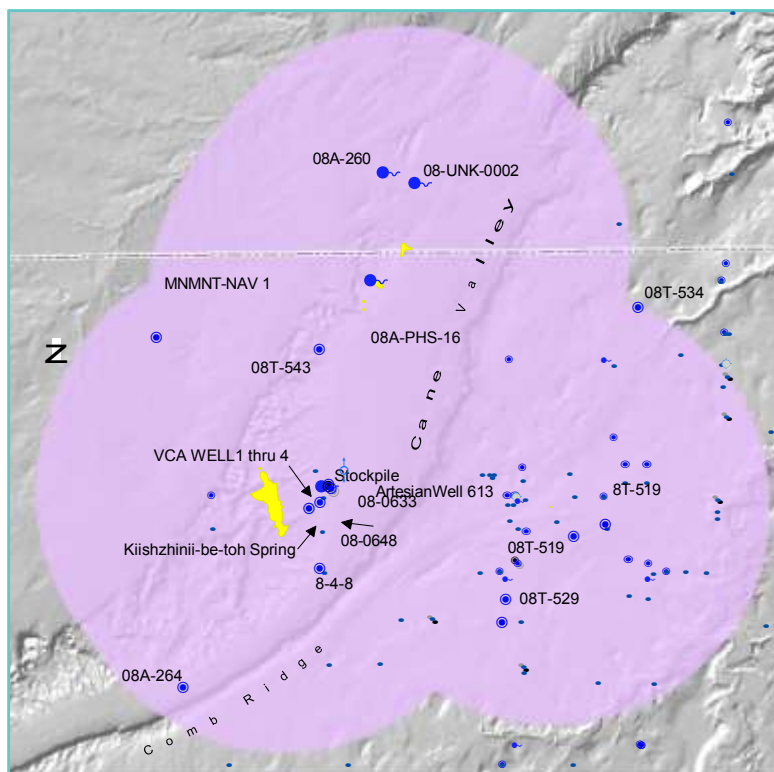 08A-260
08-UNK-0002
Cane Valley
MNMNT-NAV 1
08T-534
08A-PHS-16
N
08T-543
VCA WELL1 thru 4
Stockpile
ArtesianWell 613
8T-519
08-0633
Kiishzhinii-be-toh Spring
08-0648
08T-519
8-4-8
08T-529
08A-264
Comb Ridge